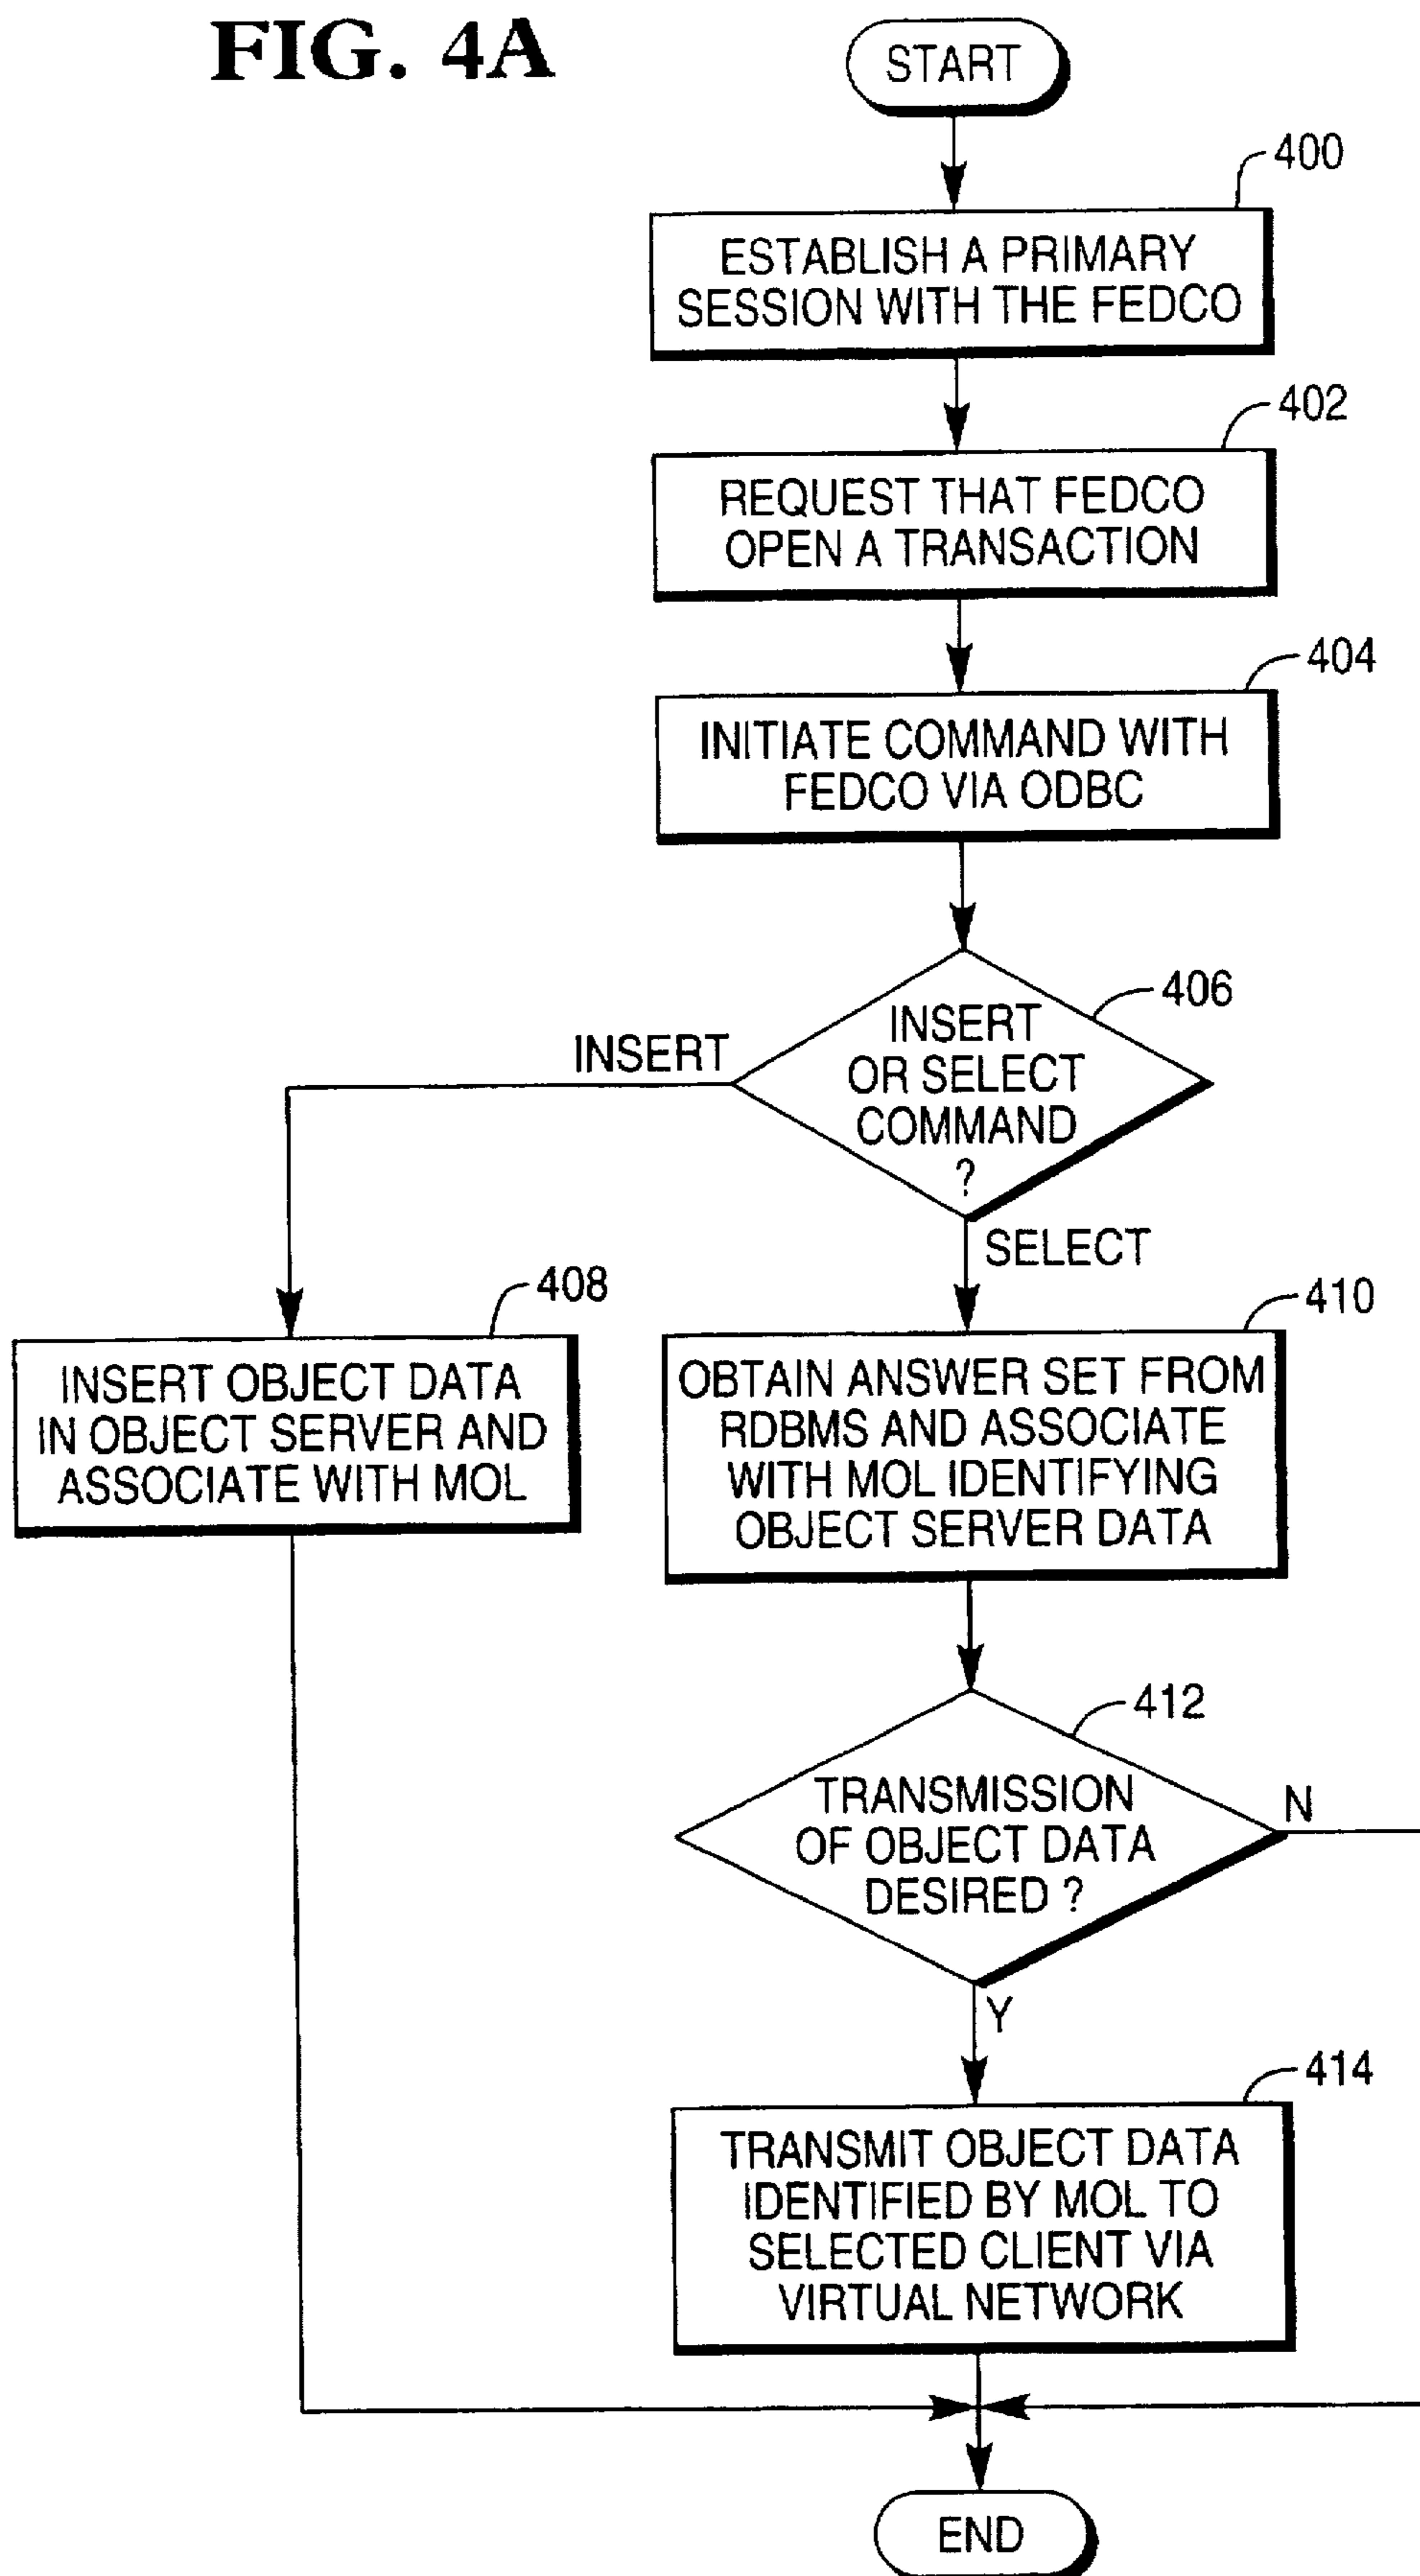 FIG. 4A
START
400
ESTABLISH A PRIMARY
SESSION WITH THE FEDCO
402
REQUEST THAT FEDCO
OPEN A TRANSACTION
404
INITIATE COMMAND WITH
FEDCO VIA ODBC
406
INSERT
OR SELECT
COMMAND
?
INSERT
SELECT
408
INSERT OBJECT DATA
IN OBJECT SERVER AND
ASSOCIATE WITH MOL
410
OBTAIN ANSWER SET FROM
RDBMS AND ASSOCIATE
WITH MOL IDENTIFYING
OBJECT SERVER DATA
412
TRANSMISSION
OF OBJECT DATA
DESIRED ?
N
Y
414
TRANSMIT OBJECT DATA
IDENTIFIED BY MOL TO
SELECTED CLIENT VIA
VIRTUAL NETWORK
END